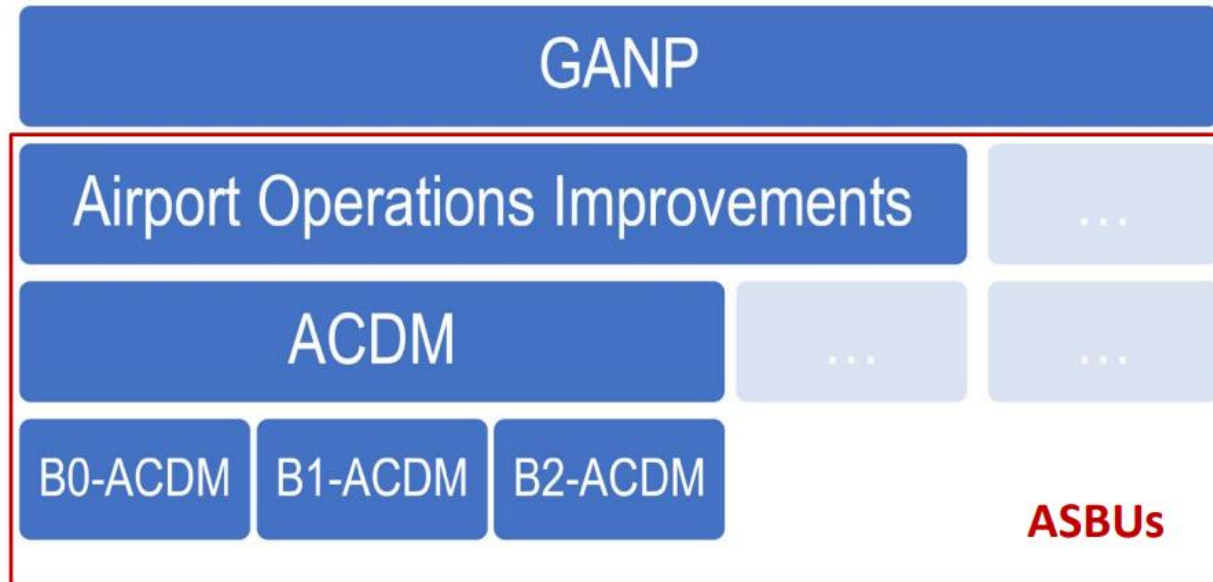 GANP
Airport Operations Improvements
...
ACDM
...
...
B0-ACDM
B1-ACDM
B2-ACDM
ASBUs